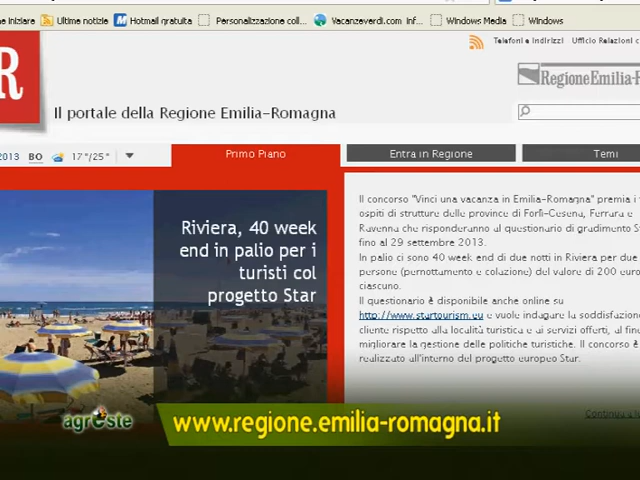 ne iniziare Ultime notizie Hotmail gratuita Personalizzazione coll... Vacanzeverdi.com inf... Windows Media Windows
Telefoni e indirizzi Ufficio Relazioni c
R
RegioneEmilia-R
Il portale della Regione Emilia-Romagna
2013 BO 17°/25°
Primo Piano
Entra in Regione
Temi
Riviera, 40 week
end in palio per i
turisti col
progetto Star
Il concorso "Vinci una vacanza in Emilia-Romagna" premia i t
ospiti di strutture delle province di Forlì-Cesena, Ferrara e
Ravenna che risponderanno al questionario di gradimento S
fino al 29 settembre 2013.
In palio ci sono 40 week end di due notti in Riviera per due
persone (pernottamento e colazione) del valore di 200 euro
ciascuno.
Il questionario è disponibile anche online su
http://www.startourism.eu e vuole indagare la soddisfazion
cliente rispetto alla località turistica e ai servizi offerti, al fine
migliorare la gestione delle politiche turistiche. Il concorso è
realizzato all'interno del progetto europeo Star.
Continua a
agreste
www.regione.emilia-romagna.it